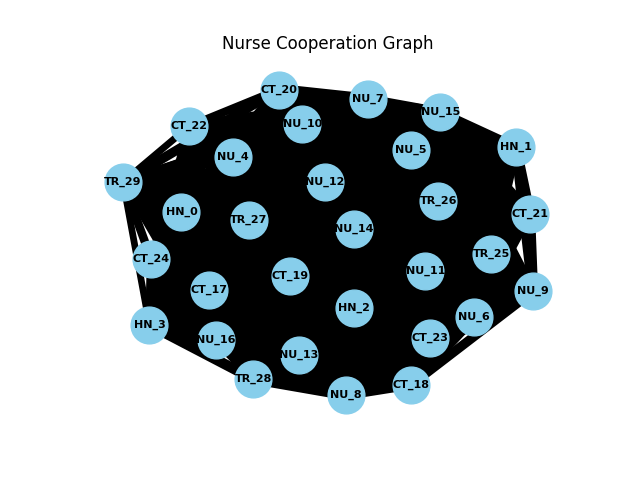 Nurse Cooperation Graph
CT_20
NU_7
NU_15
CT_22
NU_10
HN_1
NU_5
NU_4
TR_29
NU_12
TR_26
HN_0
CT_21
TR_27
NU_14
TR_25
CT_24
NU_11
CT_19
CT_17
NU_9
HN_2
NU_6
HN_3
CT_23
NU_16
NU_13
TR_28
CT_18
NU_8